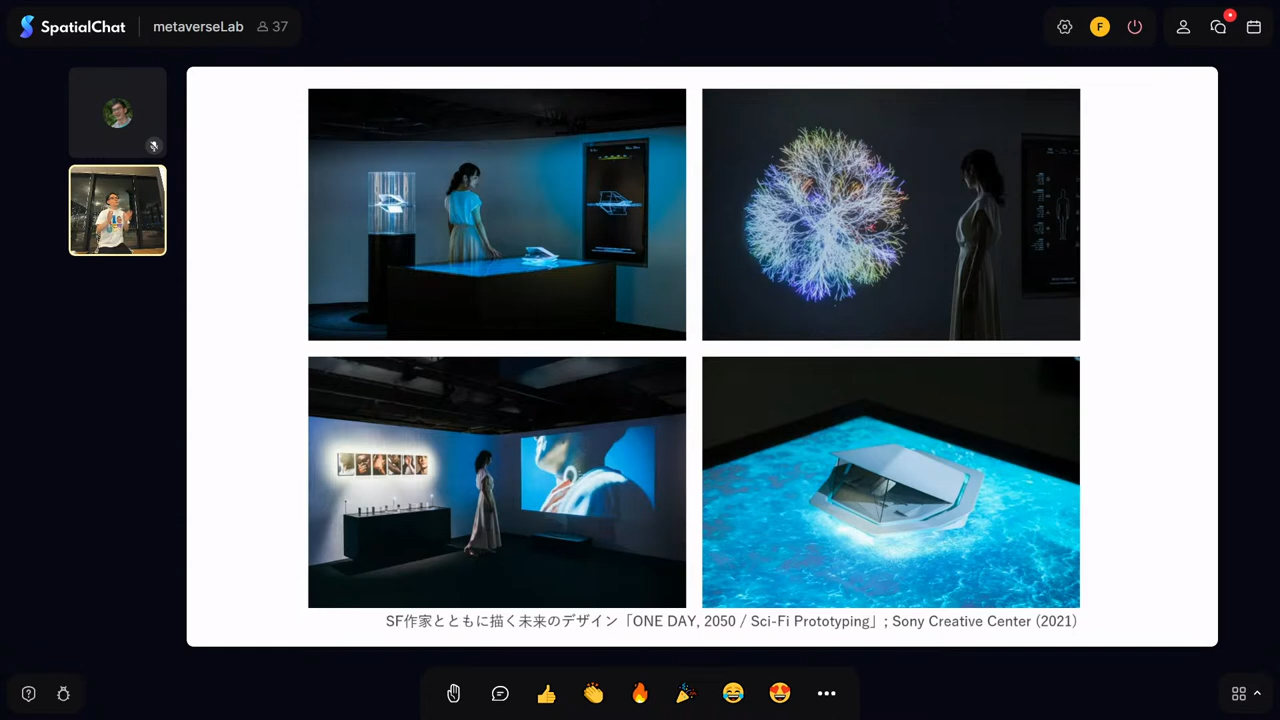 SpatialChat
metaverseLab
37
F
SF作家とともに描く未来のデザイン「ONE DAY, 2050 / Sci-Fi Prototyping」; Sony Creative Center (2021)